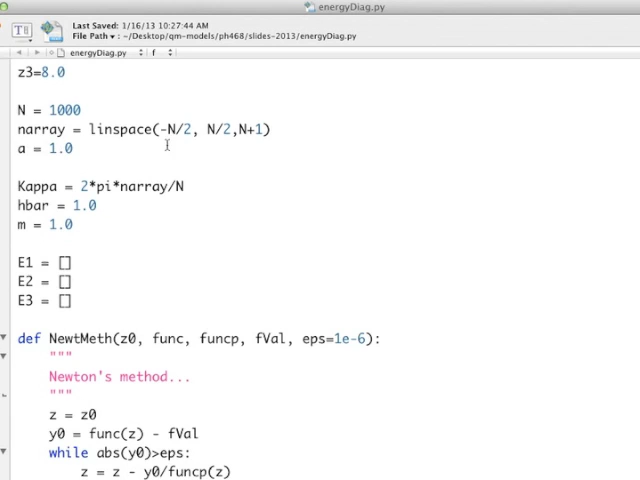 energyDiag.py
Last Saved: 1/16/13 10:27:44 AM
File Path: ~/Desktop/qm-models/ph468/slides-2013/energyDiag.py
energyDiag.py f
z3=8.0
N = 1000
narray = linspace(-N/2, N/2,N+1)
a = 1.0
Kappa = 2*pi*narray/N
hbar = 1.0
m = 1.0
E1 = []
E2 = []
E3 = []
def NewtMeth(z0, func, funcp, fVal, eps=1e-6):
"""
Newton's method...
"""
z = z0
y0 = func(z) - fVal
while abs(y0)>eps:
z = z - y0/funcp(z)